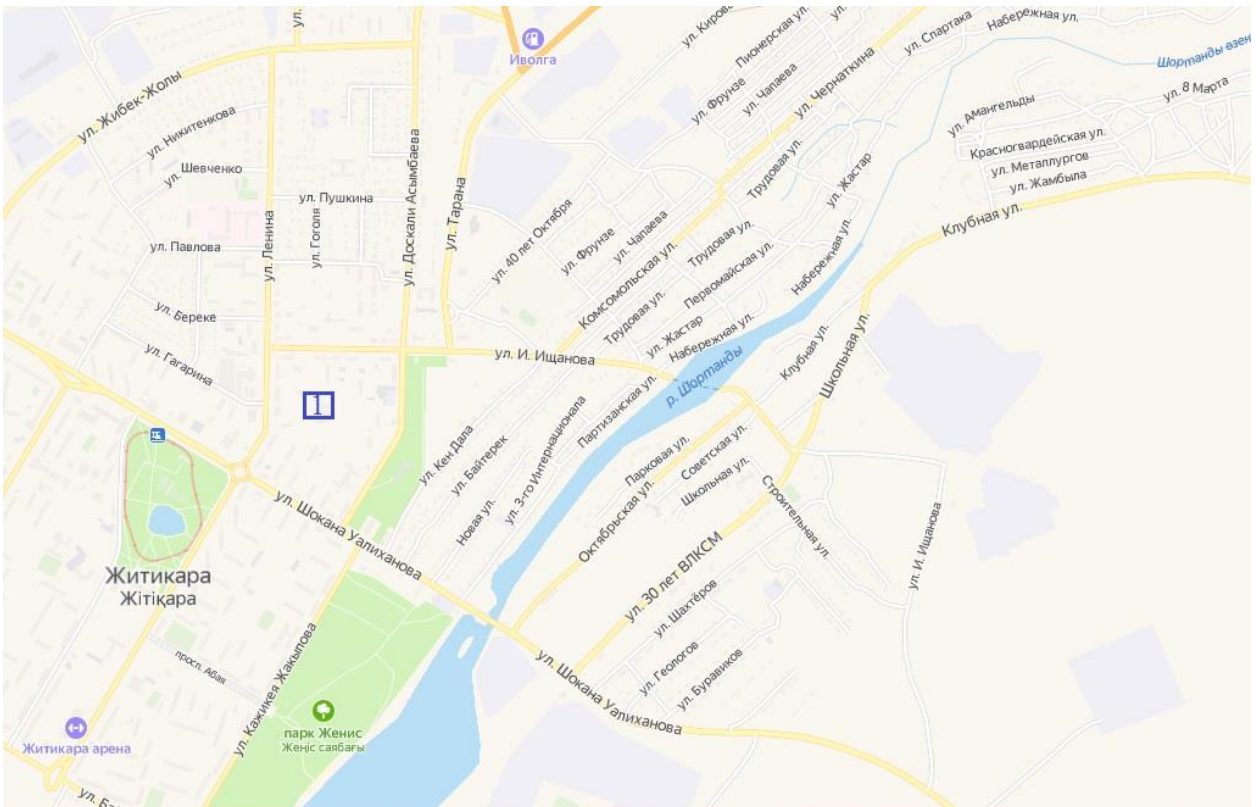 ул.
Иволга
ул. Киров
Пионерская ул.
ул.
Набережная ул.
ул. Спартака
Шортанды өзен
ул. Жибек-Жолы
ул. Никитенкова
ул. Фрунзе
ул. Чапаева
ул. Чернаткина
ул. Амангельды
ул. 8 Марта
Красногвардейская ул.
ул. Металлургов
ул. Жамбыла
ул. Шевченко
ул. Пушкина
ул. Гоголя
ул. Доскали Асымбаева
ул. Тарана
Трудовая ул.
ул. Жастар
Клубная ул.
ул. Павлова
ул. Ленина
ул. 40 лет Октября
ул. Фрунзе
ул. Чапаева
Комсомольская ул.
Трудовая ул.
Первомайская ул.
Набережная ул.
ул. Береке
Трудовая ул.
ул. Жастар
Набережная ул.
ул. Гагарина
ул. И. Ищанова
р. Шортанды
Клубная ул.
Школьная ул.
1
ул. Кен Дала
ул. Байтерек
Новая ул.
ул. 3-го Интернационала
Партизанская ул.
Парковая ул.
Октябрьская ул.
Советская ул.
Школьная ул.
Строительная ул.
ул. И. Ищанова
ул. Шокана Уалиханова
Житикара
Жітіқара
ул. 30 лет ВЛКСМ
ул. Шахтёров
ул. Геологов
ул. Буравиков
ул. Шокана Уалиханова
просп. Абая
ул. Кажикея Жакыпова
парк Женис
Жеңіс саябағы
Житикара арена
ул. Ба